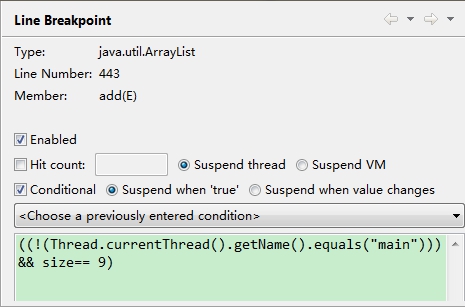 Line Breakpoint
Type: java.util.ArrayList
Line Number: 443
Member: add(E)
Enabled
Hit count: Suspend thread Suspend VM
Conditional Suspend when 'true' Suspend when value changes
<Choose a previously entered condition>
((!(Thread.currentThread().getName().equals("main")))
&& size== 9)